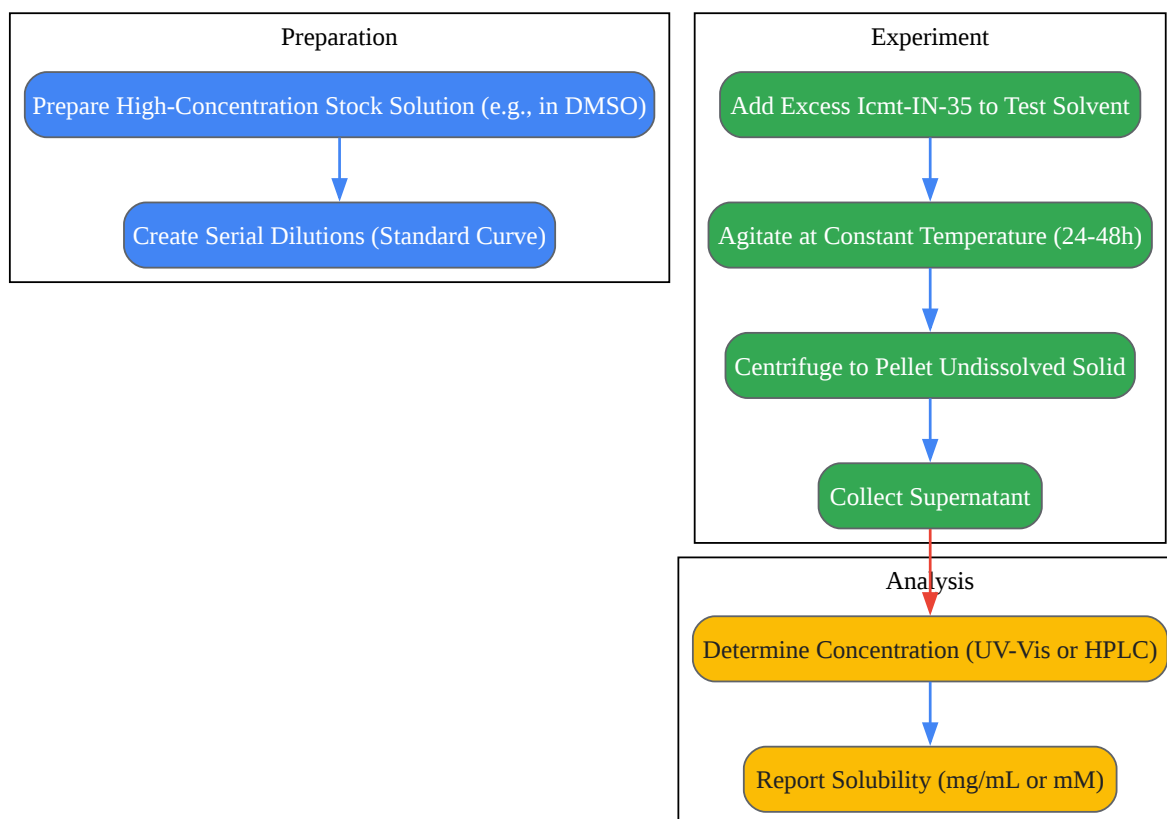 Preparation
Prepare High-Concentration Stock Solution (e.g., in DMSO)
Create Serial Dilutions (Standard Curve)
Experiment
Add Excess Icmt-IN-35 to Test Solvent
Agitate at Constant Temperature (24-48h)
Centrifuge to Pellet Undissolved Solid
Collect Supernatant
Analysis
Determine Concentration (UV-Vis or HPLC)
Report Solubility (mg/mL or mM)